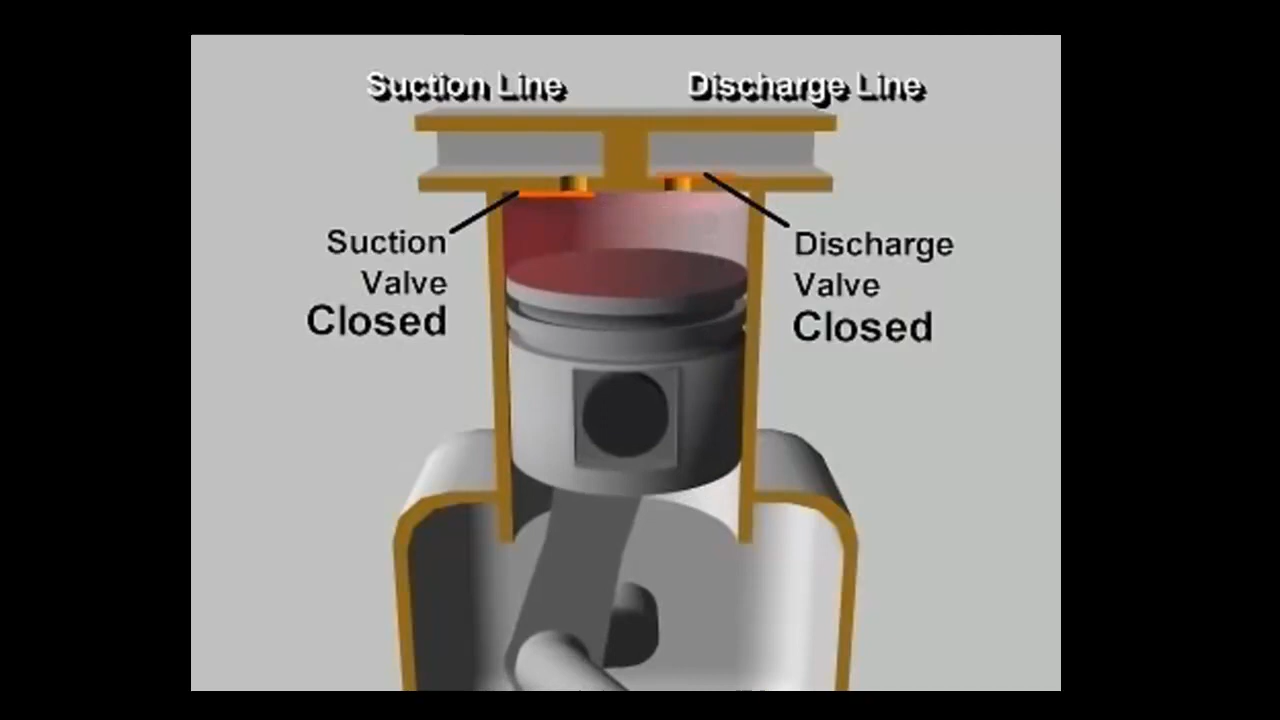 Suction Line
Discharge Line
Suction
Valve
Closed
Discharge
Valve
Closed